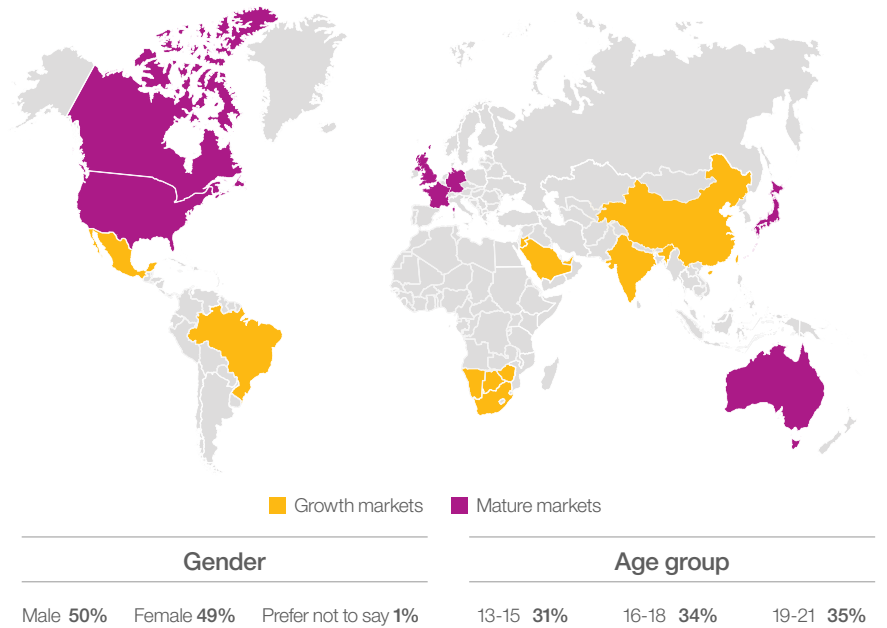 Growth markets Mature markets
Gender
Age group
Male 50% Female 49% Prefer not to say 1%
13-15 31% 16-18 34% 19-21 35%